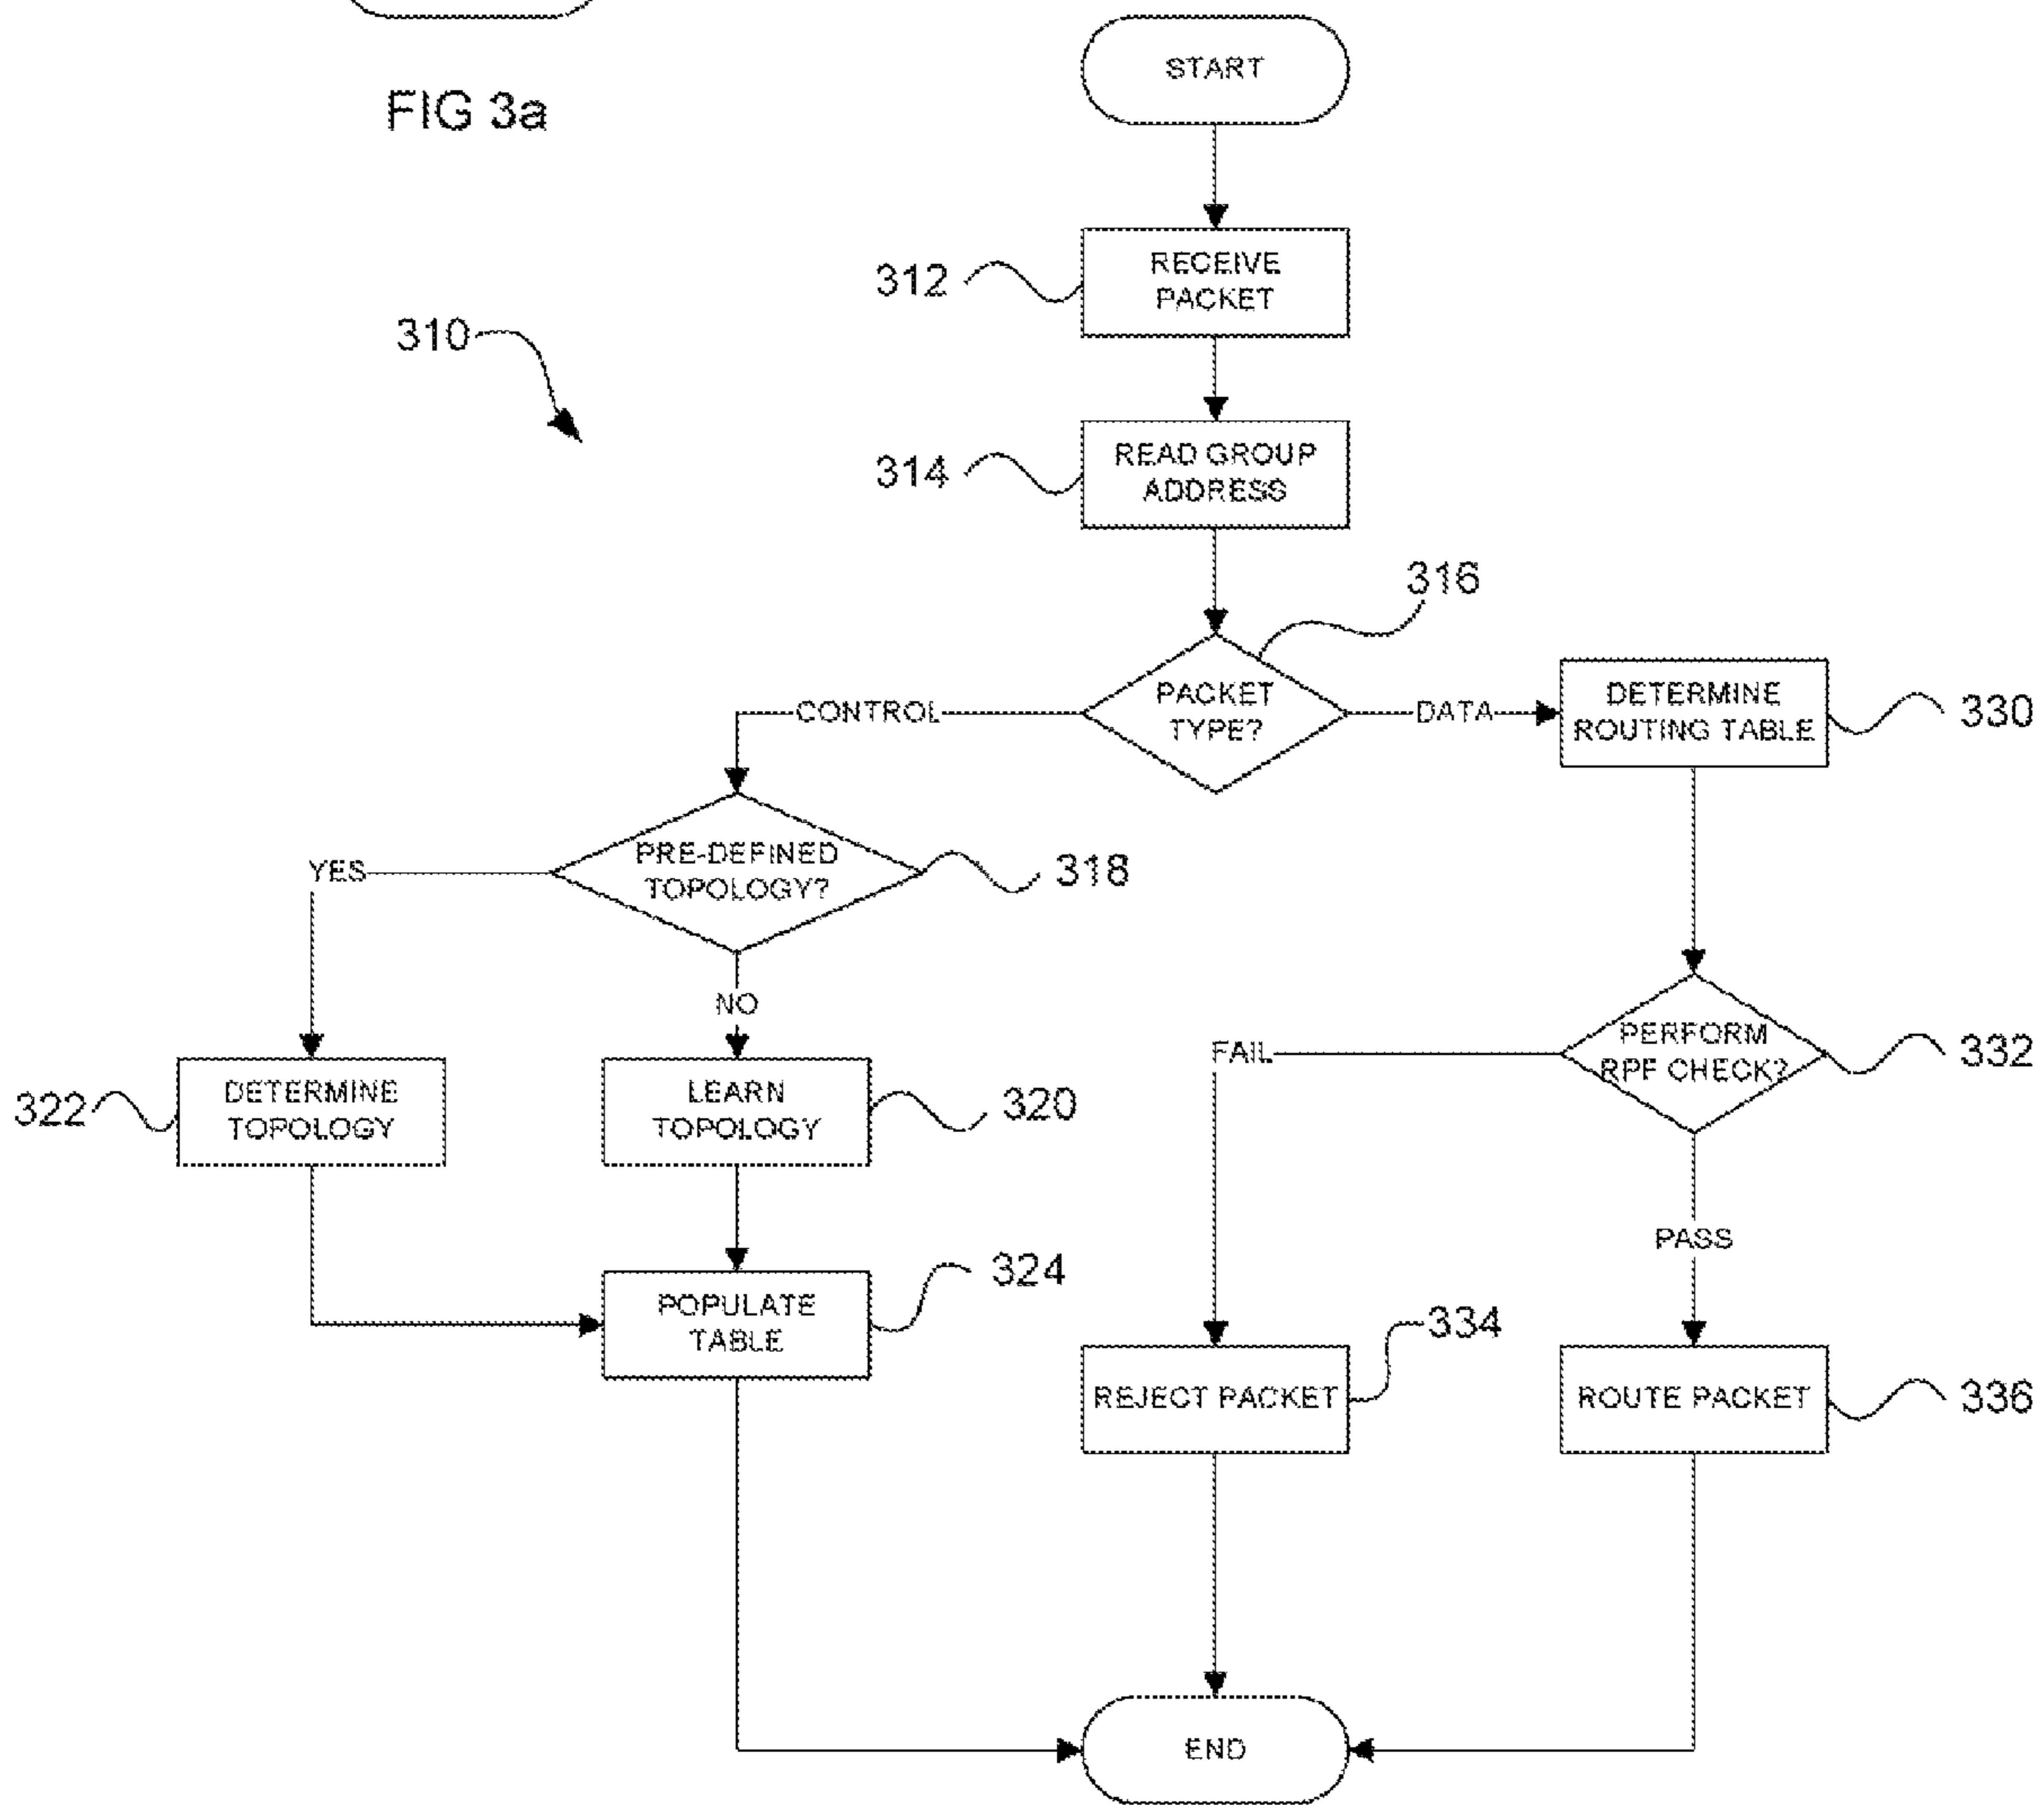 START
FIG 3a
RECEIVE
PACKET
312
310
READ GROUP
ADDRESS
314
316
PACKET
TYPE?
CONTROL
DATA
DETERMINE
ROUTING TABLE
330
PRE-DEFINED
TOPOLOGY?
318
YES
NO
PERFORM
RPF CHECK?
332
FAIL
322
DETERMINE
TOPOLOGY
LEARN
TOPOLOGY
320
PASS
POPULATE
TABLE
324
334
REJECT PACKET
ROUTE PACKET
336
END